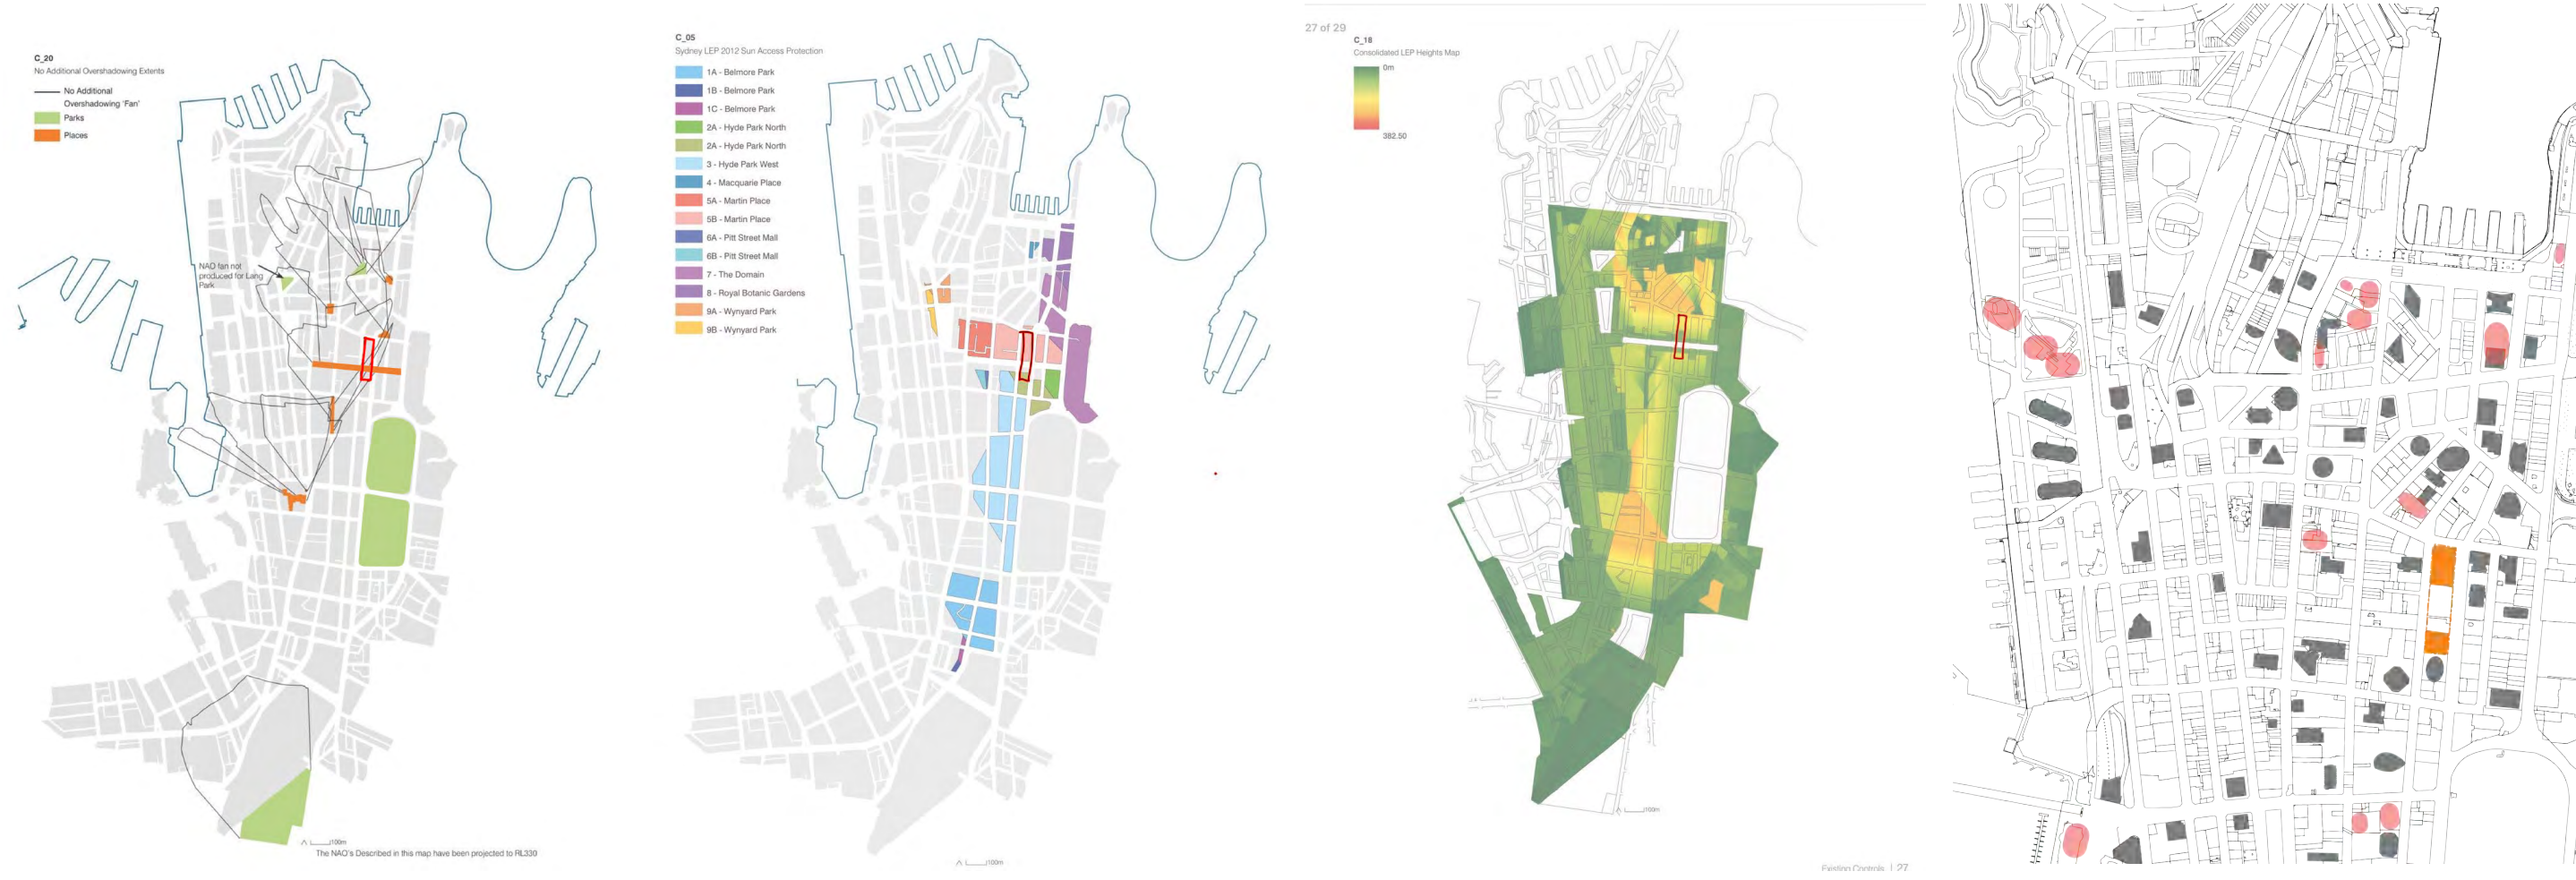 C_20
No Additional Overshadowing Extents
No Additional
Overshadowing 'Fan'
Parks
Places
NAO fan not
produced for Lang
Park
100m
The NAO's Described in this map have been projected to RL330
C_05
Sydney LEP 2012 Sun Access Protection
1A - Belmore Park
1B - Belmore Park
1C - Belmore Park
2A - Hyde Park North
2A - Hyde Park North
3 - Hyde Park West
4 - Macquarie Place
5A - Martin Place
5B - Martin Place
6A - Pitt Street Mall
6B - Pitt Street Mall
7 - The Domain
8 - Royal Botanic Gardens
9A - Wynyard Park
9B - Wynyard Park
100m
27 of 29
C_18
Consolidated LEP Heights Map
0m
382.50
100m
Existing Controls | 27